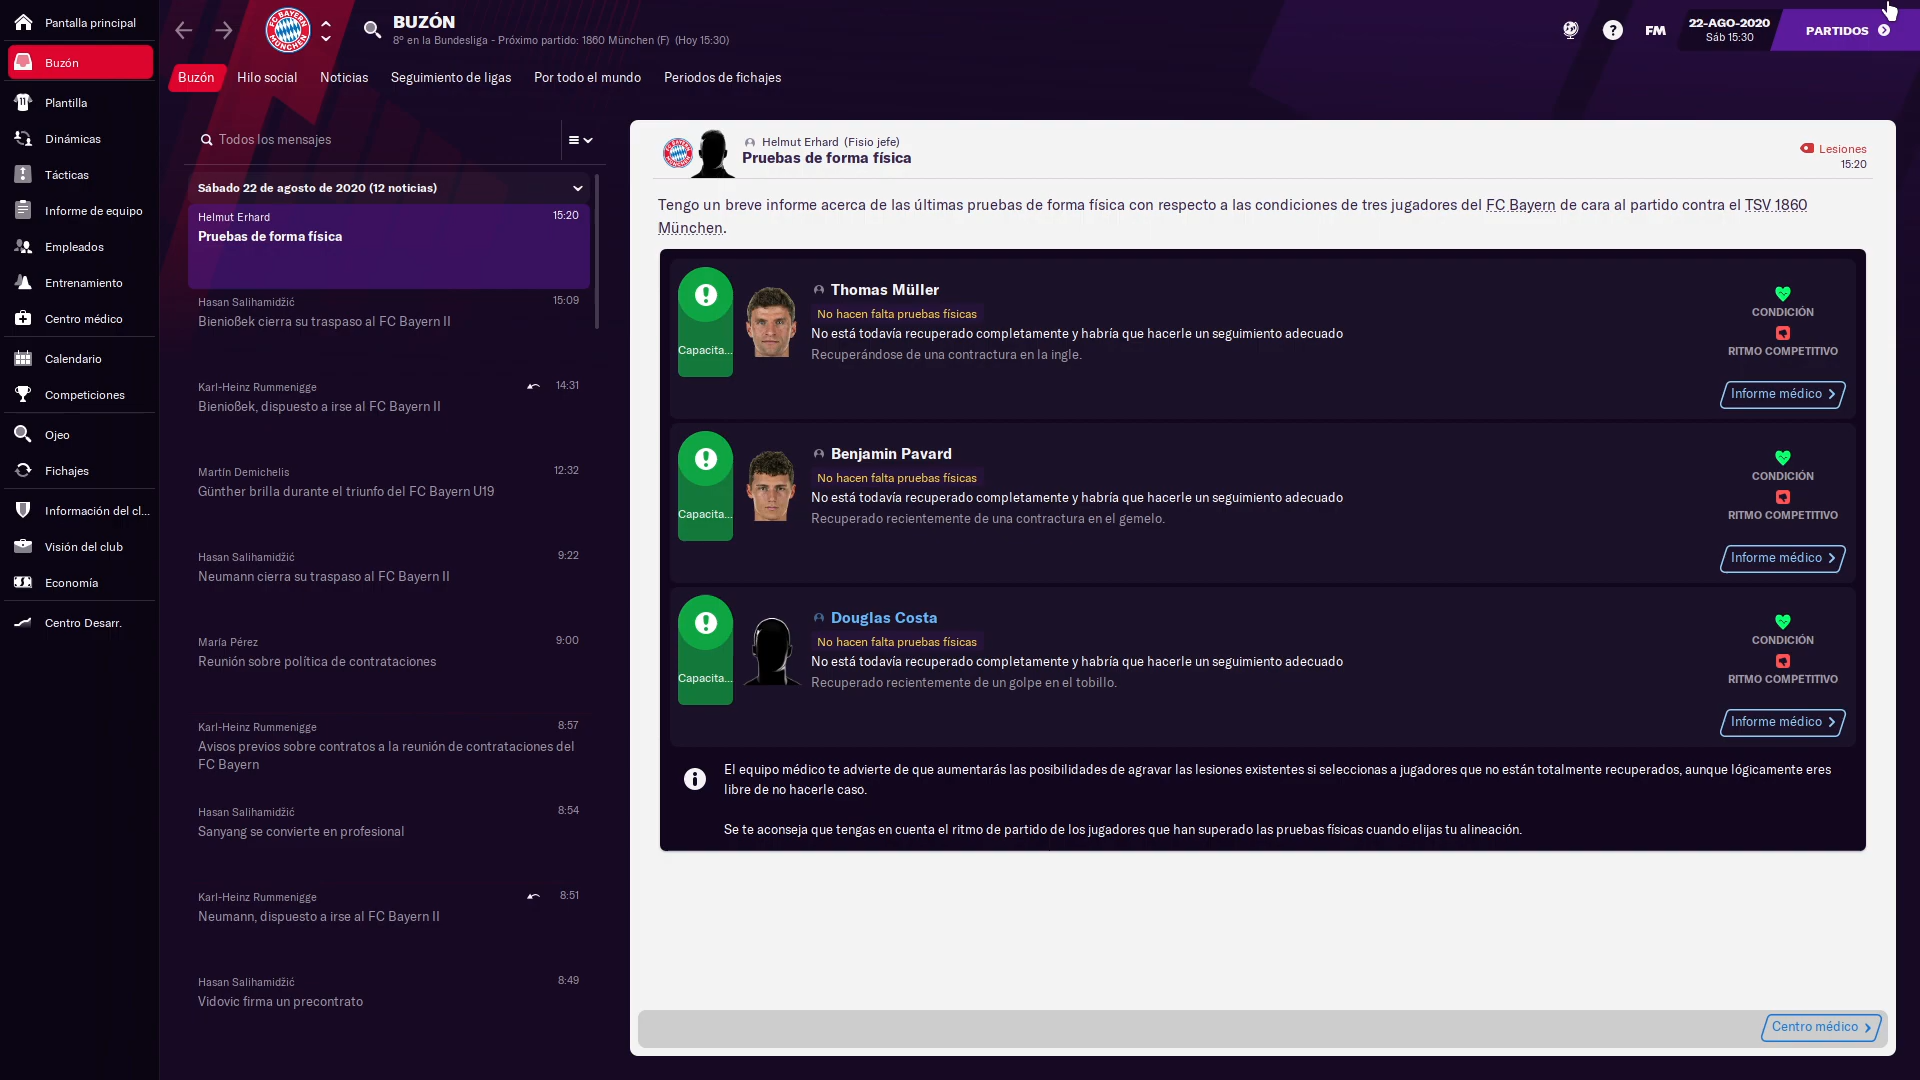 Pantalla principal
Buzón
Plantilla
Dinámicas
Tácticas
Informe de equipo
Empleados
Entrenamiento
Centro médico
Calendario
Competiciones
Ojeo
Fichajes
Información del cl...
Visión del club
Economía
Centro Desarr.
BUZÓN
8º en la Bundesliga - Próximo partido: 1860 München (F) (Hoy 15:30)
FM
22-AGO-2020
Sáb 15:30
PARTIDOS
Buzón
Hilo social
Noticias
Seguimiento de ligas
Por todo el mundo
Periodos de fichajes
Todos los mensajes
Sábado 22 de agosto de 2020 (12 noticias)
Helmut Erhard 15:20
Pruebas de forma física
Hasan Salihamidžić 15:09
Bienioßek cierra su traspaso al FC Bayern II
Karl-Heinz Rummenigge 14:31
Bienioßek, dispuesto a irse al FC Bayern II
Martín Demichelis 12:32
Günther brilla durante el triunfo del FC Bayern U19
Hasan Salihamidžić 9:22
Neumann cierra su traspaso al FC Bayern II
María Pérez 9:00
Reunión sobre política de contrataciones
Karl-Heinz Rummenigge 8:57
Avisos previos sobre contratos a la reunión de contrataciones del
FC Bayern
Hasan Salihamidžić 8:54
Sanyang se convierte en profesional
Karl-Heinz Rummenigge 8:51
Neumann, dispuesto a irse al FC Bayern II
Hasan Salihamidžić 8:49
Vidovic firma un precontrato
Helmut Erhard (Fisio jefe)
Pruebas de forma física
Lesiones
15:20
Tengo un breve informe acerca de las últimas pruebas de forma física con respecto a las condiciones de tres jugadores del FC Bayern de cara al partido contra el TSV 1860
München.
Capacita...
Thomas Müller
No hacen falta pruebas físicas
No está todavía recuperado completamente y habría que hacerle un seguimiento adecuado
Recuperándose de una contractura en la ingle.
CONDICIÓN
RITMO COMPETITIVO
Informe médico
Capacita...
Benjamin Pavard
No hacen falta pruebas físicas
No está todavía recuperado completamente y habría que hacerle un seguimiento adecuado
Recuperado recientemente de una contractura en el gemelo.
CONDICIÓN
RITMO COMPETITIVO
Informe médico
Capacita...
Douglas Costa
No hacen falta pruebas físicas
No está todavía recuperado completamente y habría que hacerle un seguimiento adecuado
Recuperado recientemente de un golpe en el tobillo.
CONDICIÓN
RITMO COMPETITIVO
Informe médico
El equipo médico te advierte de que aumentarás las posibilidades de agravar las lesiones existentes si seleccionas a jugadores que no están totalmente recuperados, aunque lógicamente eres
libre de no hacerle caso.
Se te aconseja que tengas en cuenta el ritmo de partido de los jugadores que han superado las pruebas físicas cuando elijas tu alineación.
Centro médico